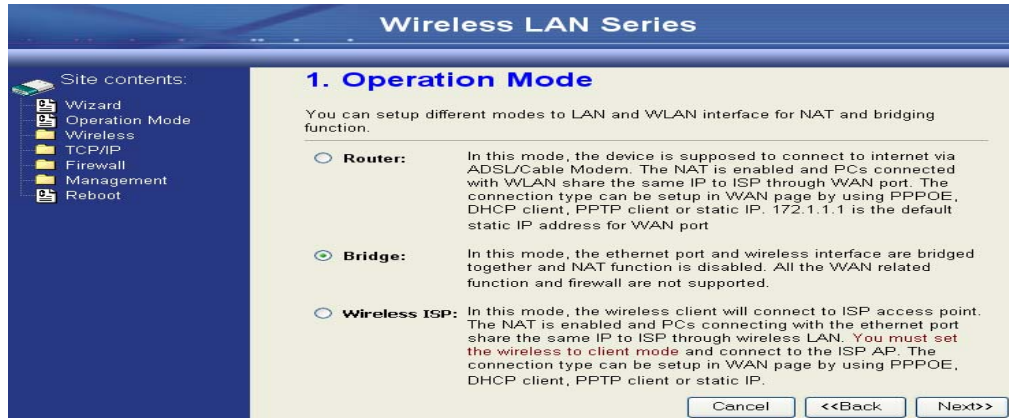 Wireless LAN Series
Site contents:
Wizard
Operation Mode
Wireless
TCP/IP
Firewall
Management
Reboot
1. Operation Mode
You can setup different modes to LAN and WLAN interface for NAT and bridging
function.
Router: In this mode, the device is supposed to connect to internet via
ADSL/Cable Modem. The NAT is enabled and PCs connected
with WLAN share the same IP to ISP through WAN port. The
connection type can be setup in WAN page by using PPPOE,
DHCP client, PPTP client or static IP. 172.1.1.1 is the default
static IP address for WAN port
Bridge: In this mode, the ethernet port and wireless interface are bridged
together and NAT function is disabled. All the WAN related
function and firewall are not supported.
Wireless ISP: In this mode, the wireless client will connect to ISP access point.
The NAT is enabled and PCs connecting with the ethernet port
share the same IP to ISP through wireless LAN. You must set
the wireless to client mode and connect to the ISP AP. The
connection type can be setup in WAN page by using PPPOE,
DHCP client, PPTP client or static IP.
Cancel <<Back Next>>